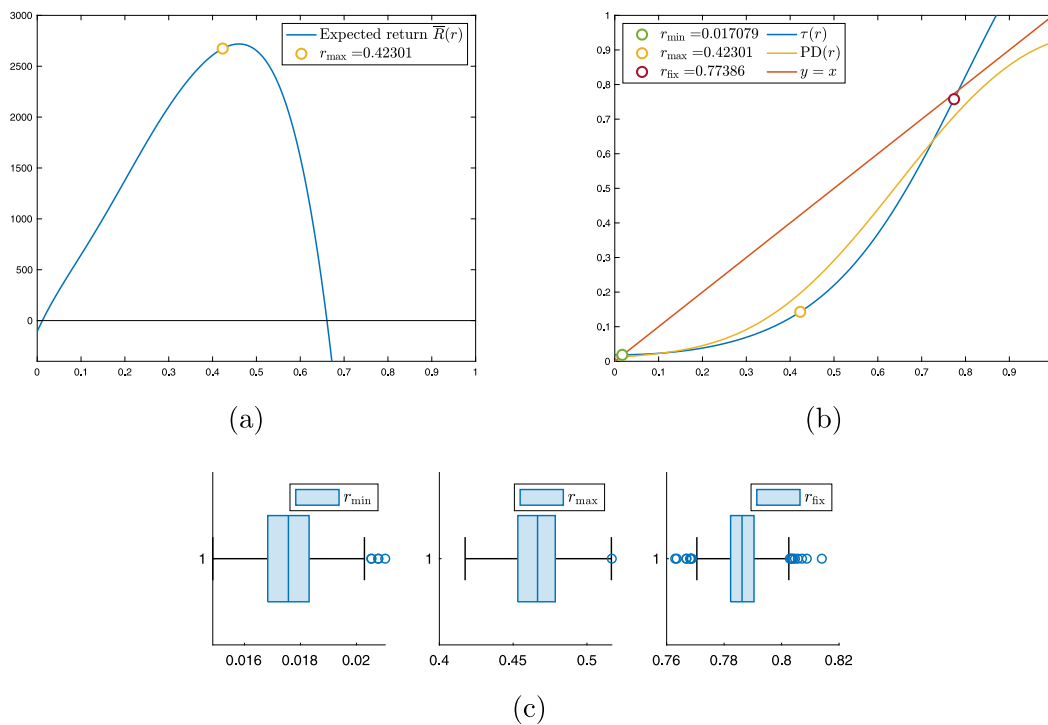 (a)
3000
2500
2000
1500
1000
500
0
0 0.1 0.2 0.3 0.4 0.5 0.6 0.7 0.8 0.9 1
Expected return R̅(r)
r_max =0.42301
(b)
1
0.9
0.8
0.7
0.6
0.5
0.4
0.3
0.2
0.1
0
0 0.1 0.2 0.3 0.4 0.5 0.6 0.7 0.8 0.9
r_min =0.017079 τ(r)
r_max =0.42301 PD(r)
r_fix =0.77386 y = x
r_min
1
0.016 0.018 0.02
r_max
1
0.4 0.45 0.5
r_fix
1
0.76 0.78 0.8 0.82
(c)